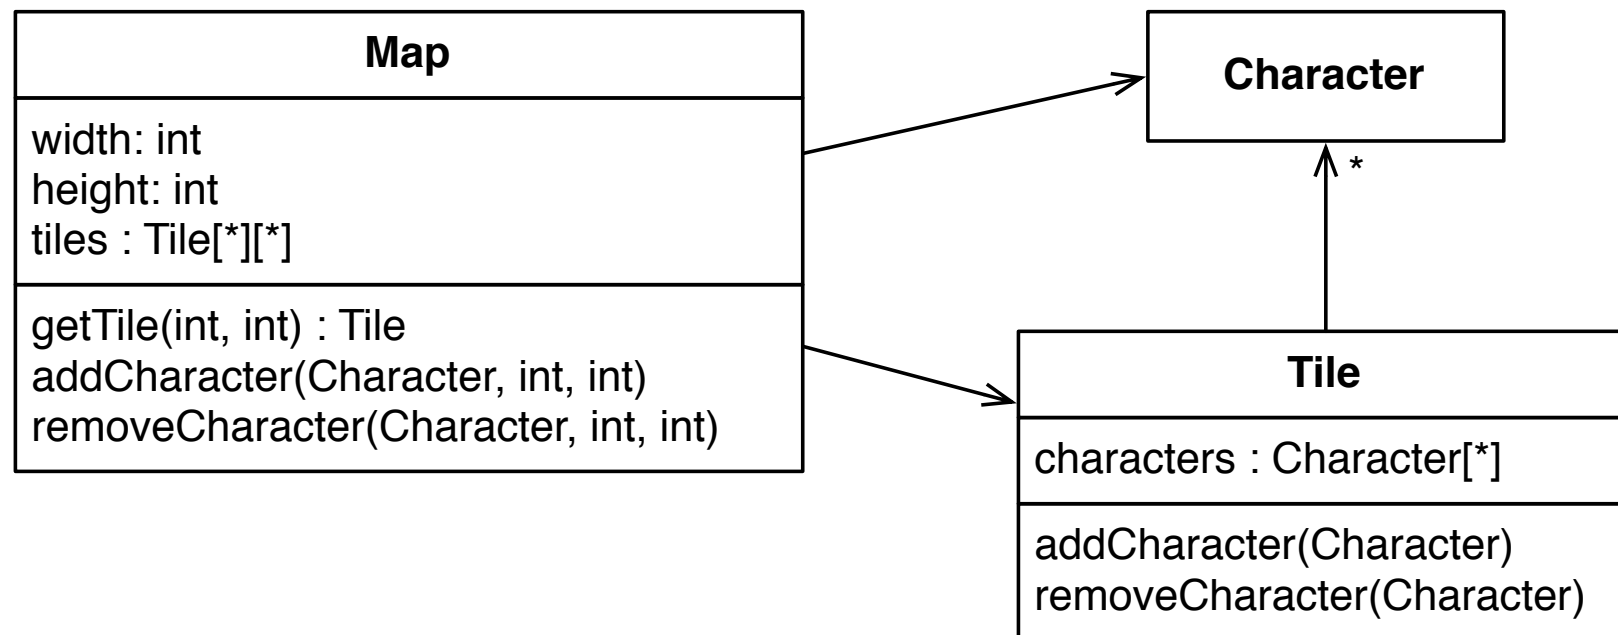 Map
width: int
height: int
tiles : Tile[*][*]
getTile(int, int) : Tile
addCharacter(Character, int, int)
removeCharacter(Character, int, int)
Character
*
Tile
characters : Character[*]
addCharacter(Character)
removeCharacter(Character)